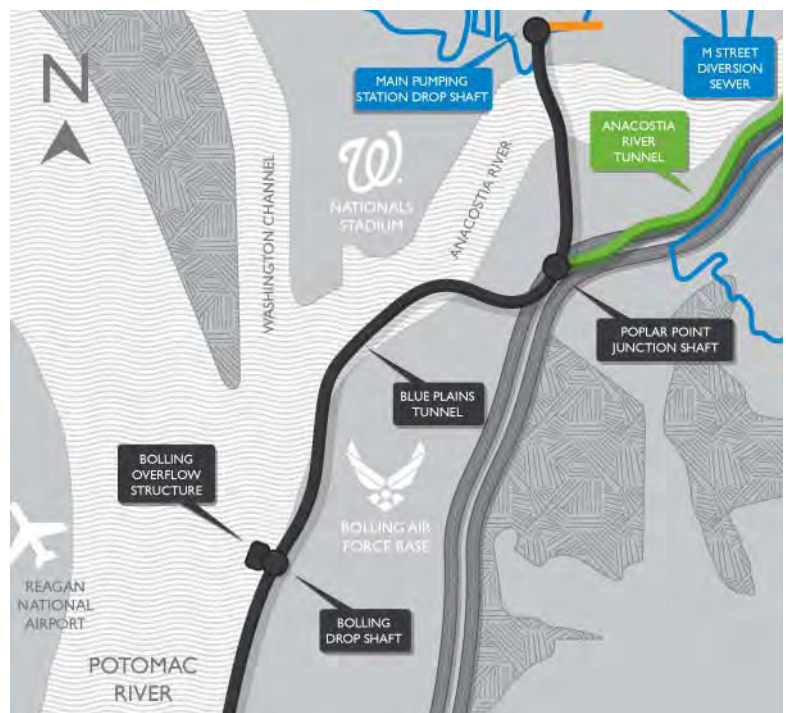 N
MAIN PUMPING
STATION DROP SHAFT
M STREET
DIVERSION
SEWER
ANACOSTIA
RIVER
TUNNEL
W
NATIONALS
STADIUM
WASHINGTON CHANNEL
ANACOSTIA RIVER
POPLAR POINT
JUNCTION SHAFT
BLUE PLAINS
TUNNEL
BOLLING
OVERFLOW
STRUCTURE
BOLLING AIR
FORCE BASE
REAGAN
NATIONAL
AIRPORT
BOLLING
DROP SHAFT
POTOMAC
RIVER